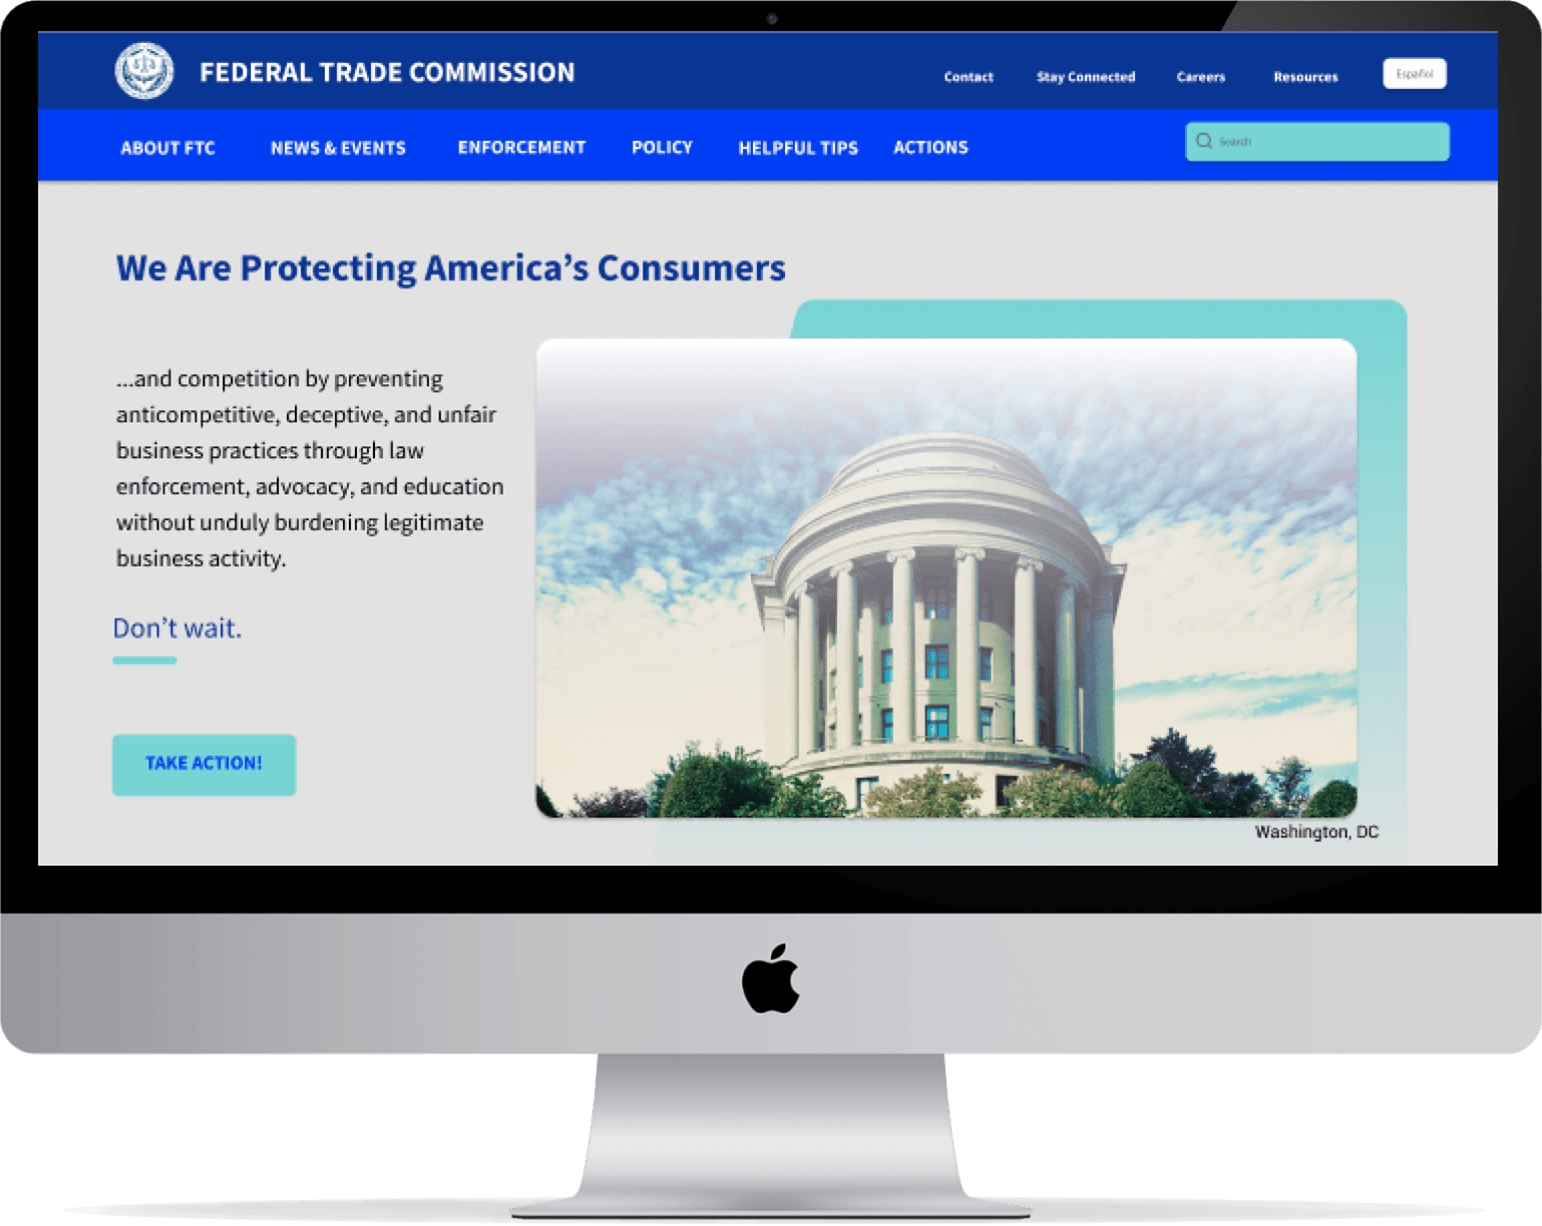 FEDERAL TRADE COMMISSION
Contact Stay Connected Careers Resources Español
ABOUT FTC NEWS & EVENTS ENFORCEMENT POLICY HELPFUL TIPS ACTIONS
Search
We Are Protecting America’s Consumers
...and competition by preventing
anticompetitive, deceptive, and unfair
business practices through law
enforcement, advocacy, and education
without unduly burdening legitimate
business activity.
Don’t wait.
TAKE ACTION!
Washington, DC